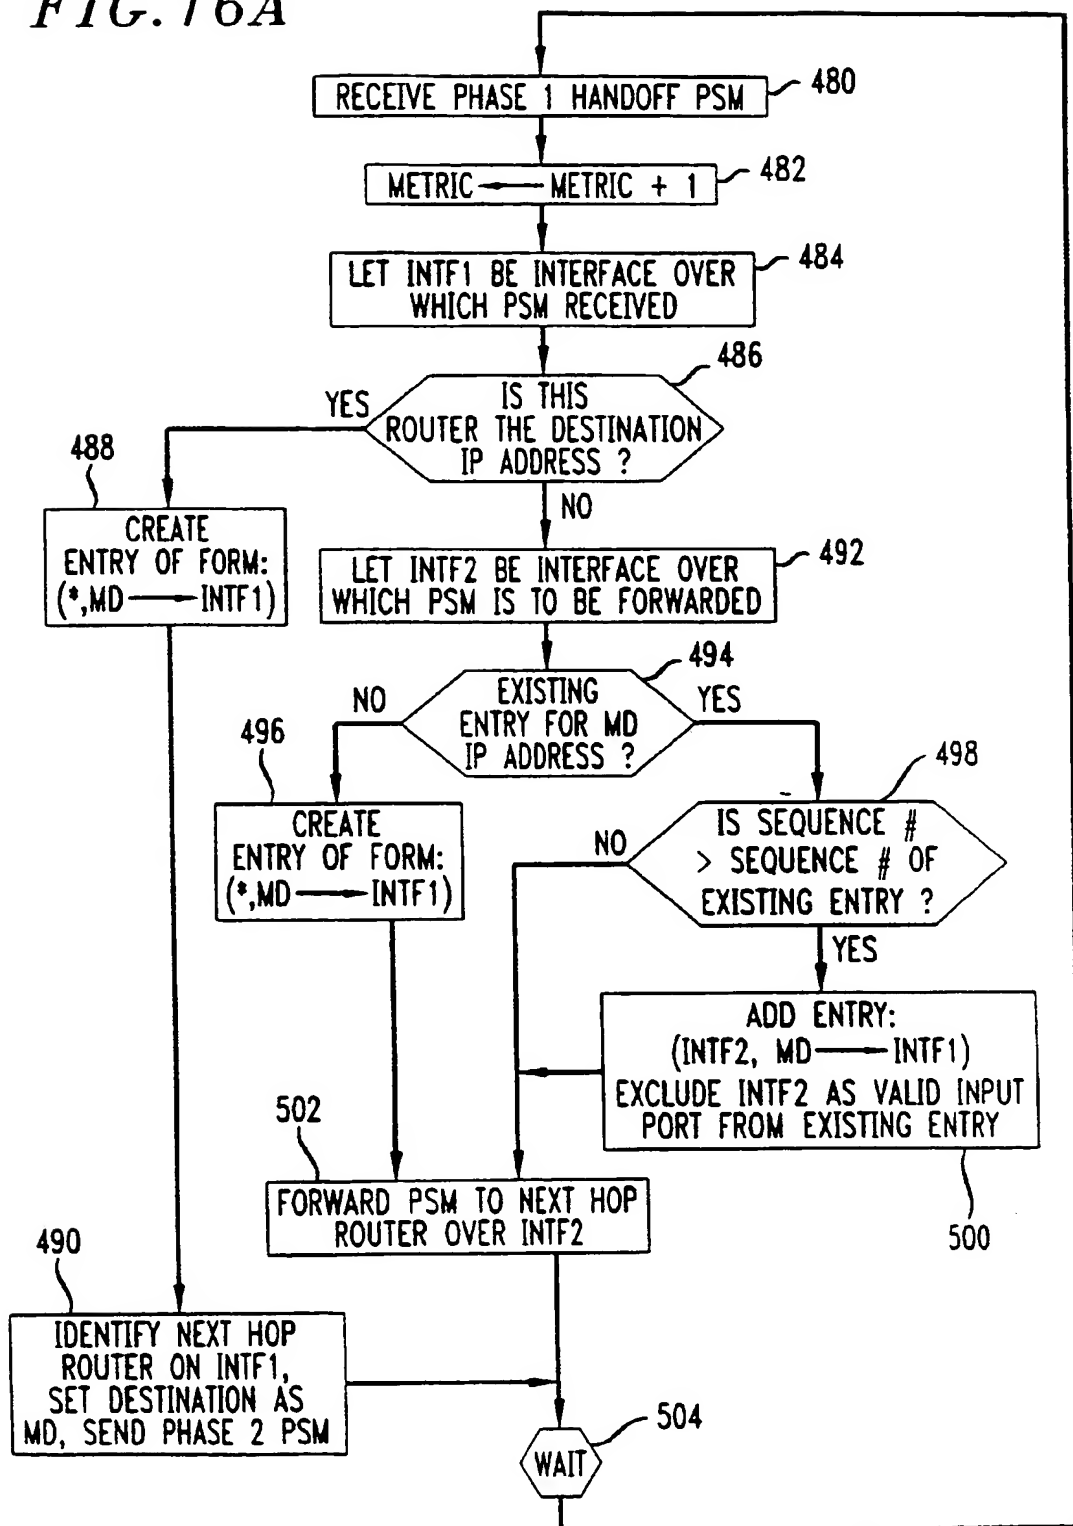 FIG. 16A
RECEIVE PHASE 1 HANDOFF PSM
480
METRIC ← METRIC + 1
482
LET INTF1 BE INTERFACE OVER
WHICH PSM RECEIVED
484
486
IS THIS
ROUTER THE DESTINATION
IP ADDRESS ?
YES
NO
488
CREATE
ENTRY OF FORM:
(*,MD → INTF1)
LET INTF2 BE INTERFACE OVER
WHICH PSM IS TO BE FORWARDED
492
494
EXISTING
ENTRY FOR MD
IP ADDRESS ?
NO
YES
496
CREATE
ENTRY OF FORM:
(*,MD → INTF1)
498
IS SEQUENCE #
> SEQUENCE # OF
EXISTING ENTRY ?
NO
YES
ADD ENTRY:
(INTF2, MD → INTF1)
EXCLUDE INTF2 AS VALID INPUT
PORT FROM EXISTING ENTRY
500
502
FORWARD PSM TO NEXT HOP
ROUTER OVER INTF2
490
IDENTIFY NEXT HOP
ROUTER ON INTF1,
SET DESTINATION AS
MD, SEND PHASE 2 PSM
504
WAIT